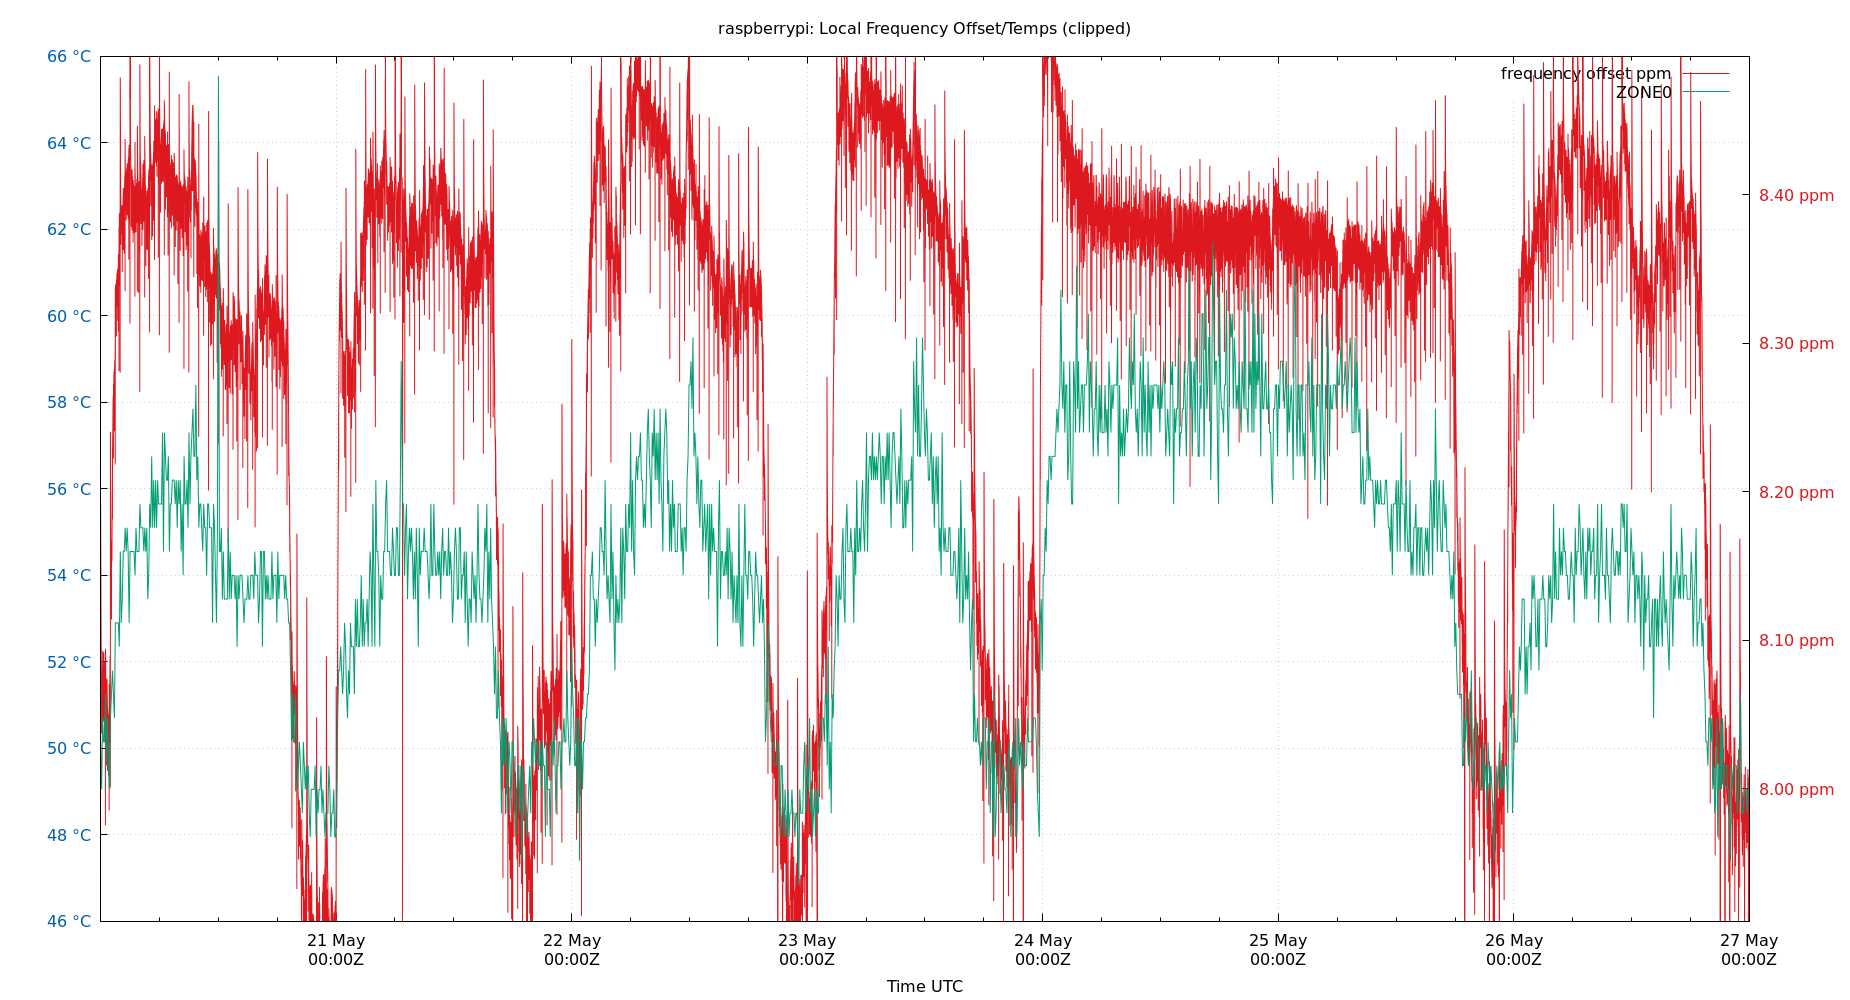 raspberrypi: Local Frequency Offset/Temps (clipped)
66 °C
frequency offset ppm
ZONE0
64 °C
8.40 ppm
62 °C
60 °C
8.30 ppm
58 °C
56 °C
8.20 ppm
54 °C
8.10 ppm
52 °C
50 °C
8.00 ppm
48 °C
46 °C
21 May
00:00Z
22 May
00:00Z
23 May
00:00Z
24 May
00:00Z
25 May
00:00Z
26 May
00:00Z
27 May
00:00Z
Time UTC